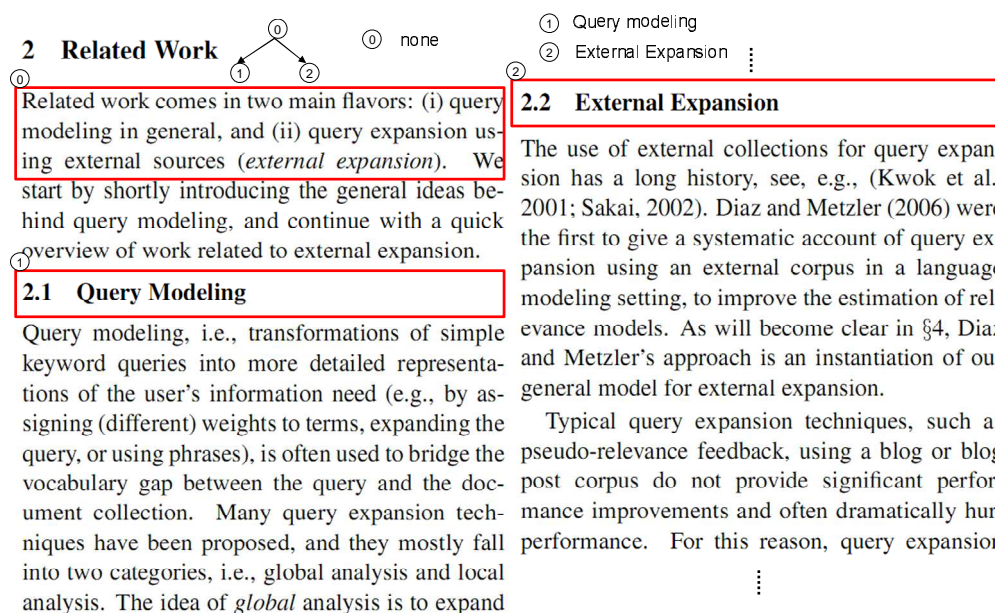 2 Related Work
0
1
2
0 none
0
Related work comes in two main flavors: (i) query
modeling in general, and (ii) query expansion us-
ing external sources (external expansion). We
start by shortly introducing the general ideas be-
hind query modeling, and continue with a quick
overview of work related to external expansion.
1
2.1 Query Modeling
Query modeling, i.e., transformations of simple
keyword queries into more detailed representa-
tions of the user's information need (e.g., by as-
signing (different) weights to terms, expanding the
query, or using phrases), is often used to bridge the
vocabulary gap between the query and the doc-
ument collection. Many query expansion tech-
niques have been proposed, and they mostly fall
into two categories, i.e., global analysis and local
analysis. The idea of global analysis is to expand
1 Query modeling
2 External Expansion
2
2.2 External Expansion
The use of external collections for query expan
sion has a long history, see, e.g., (Kwok et al.
2001; Sakai, 2002). Diaz and Metzler (2006) were
the first to give a systematic account of query ex
pansion using an external corpus in a language
modeling setting, to improve the estimation of rel
evance models. As will become clear in §4, Diaz
and Metzler's approach is an instantiation of ou
general model for external expansion.
Typical query expansion techniques, such a
pseudo-relevance feedback, using a blog or blog
post corpus do not provide significant perfor
mance improvements and often dramatically hur
performance. For this reason, query expansion